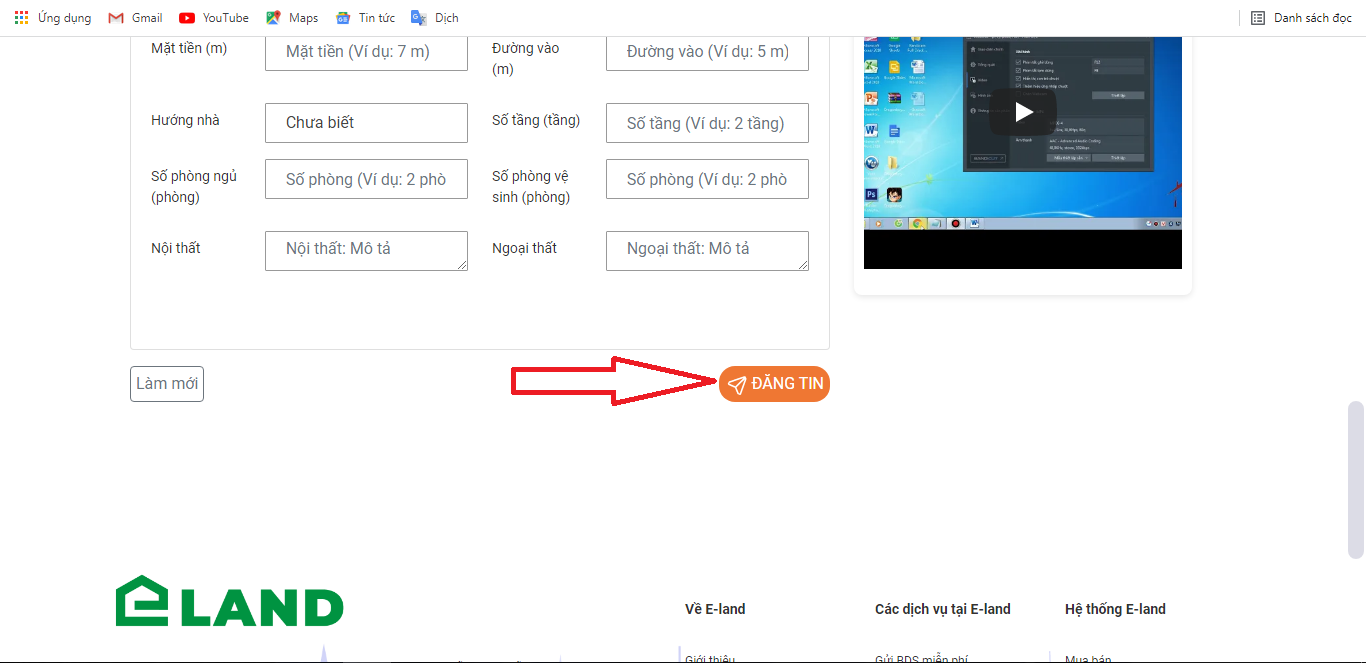 Ứng dụng Gmail YouTube Maps Tin tức Dịch Danh sách đọc
Mặt tiền (m) Mặt tiền (Ví dụ: 7 m) Đường vào (m) Đường vào (Ví dụ: 5 m)
Hướng nhà Chưa biết Số tầng (tầng) Số tầng (Ví dụ: 2 tầng)
Số phòng ngủ (phòng) Số phòng (Ví dụ: 2 phò Số phòng vệ sinh (phòng) Số phòng (Ví dụ: 2 phò
Nội thất Nội thất: Mô tả Ngoại thất Ngoại thất: Mô tả
Làm mới ĐĂNG TIN
eLAND
Về E-land Các dịch vụ tại E-land Hệ thống E-land
Giới thiệu Gửi BDS miễn phí Mua bán